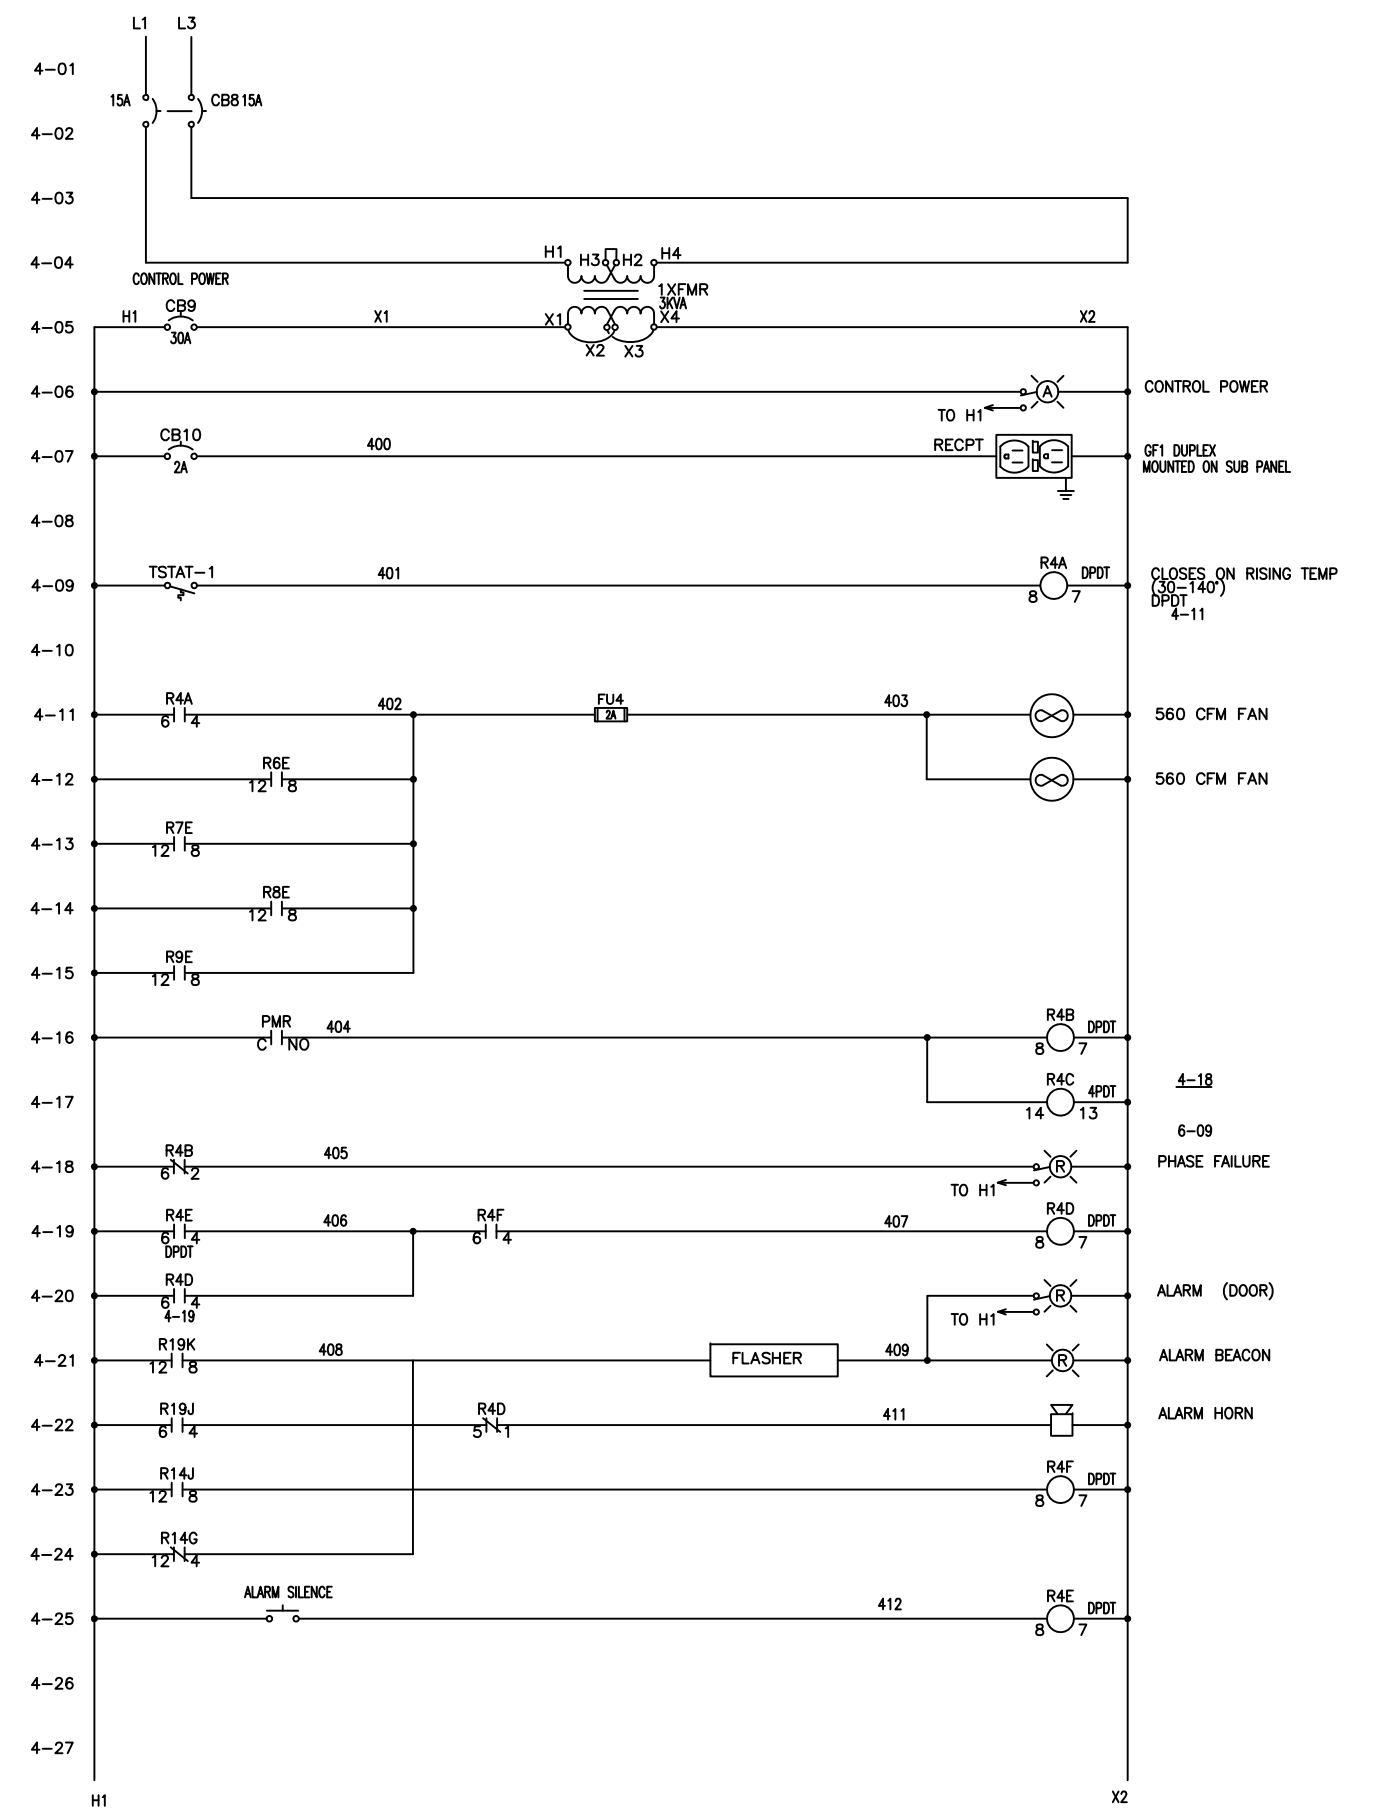 L1 L3
4-01
15A CB8 15A
4-02
4-03
4-04 H1 H3 H2 H4
CONTROL POWER
1XFMR
3KVA
CB9
4-05 H1 X1 X1 X4 X2
30A X2 X3
4-06 A CONTROL POWER
TO H1
CB10
4-07 400 RECPT GF1 DUPLEX
2A MOUNTED ON SUB PANEL
4-08
TSTAT-1 R4A
4-09 401 DPDT CLOSES ON RISING TEMP
8 7 (30-140°)
DPDT
4-11
4-10
R4A FU4
4-11 402 2A 403 560 CFM FAN
6 4
R6E
4-12 560 CFM FAN
12 8
R7E
4-13
12 8
R8E
4-14
12 8
R9E
4-15
12 8
PMR R4B
4-16 404 DPDT
C NO 8 7
R4C 4-18
4-17 4PDT
14 13
6-09
R4B
4-18 405 R PHASE FAILURE
6 2
TO H1
R4E R4F R4D
4-19 406 407 DPDT
6 4 6 4 8 7
DPDT
R4D
4-20 R ALARM (DOOR)
6 4
4-19 TO H1
R19K
4-21 408 FLASHER 409 R ALARM BEACON
12 8
R19J R4D
4-22 411 ALARM HORN
6 4 5 1
R14J R4F
4-23 DPDT
12 8 8 7
R14G
4-24
12 4
ALARM SILENCE R4E
4-25 412 DPDT
8 7
4-26
4-27
H1 X2